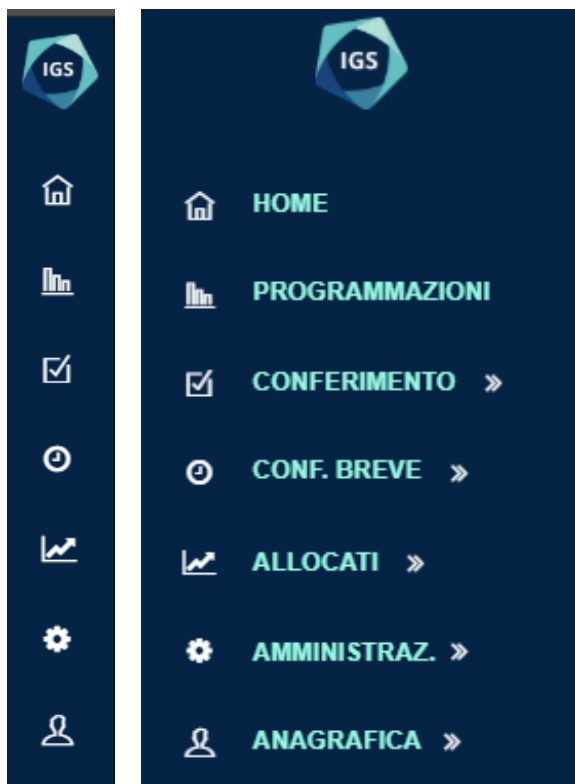 IGS
IGS
HOME
PROGRAMMAZIONI
CONFERIMENTO »
CONF. BREVE »
ALLOCATI »
AMMINISTRAZ. »
ANAGRAFICA »